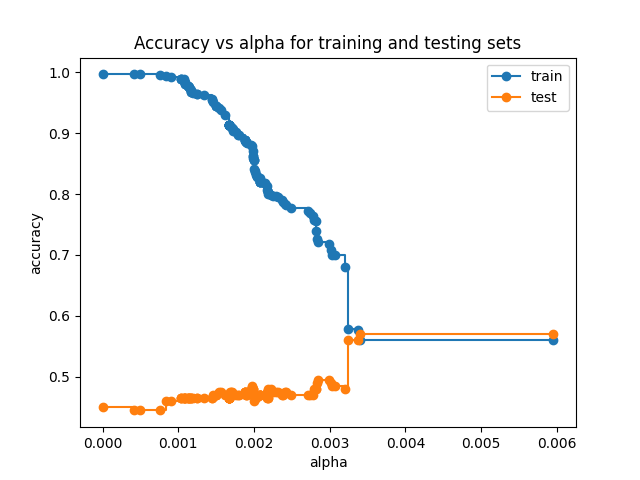 Accuracy vs alpha for training and testing sets
train
test
accuracy
1.0
0.9
0.8
0.7
0.6
0.5
0.000 0.001 0.002 0.003 0.004 0.005 0.006
alpha